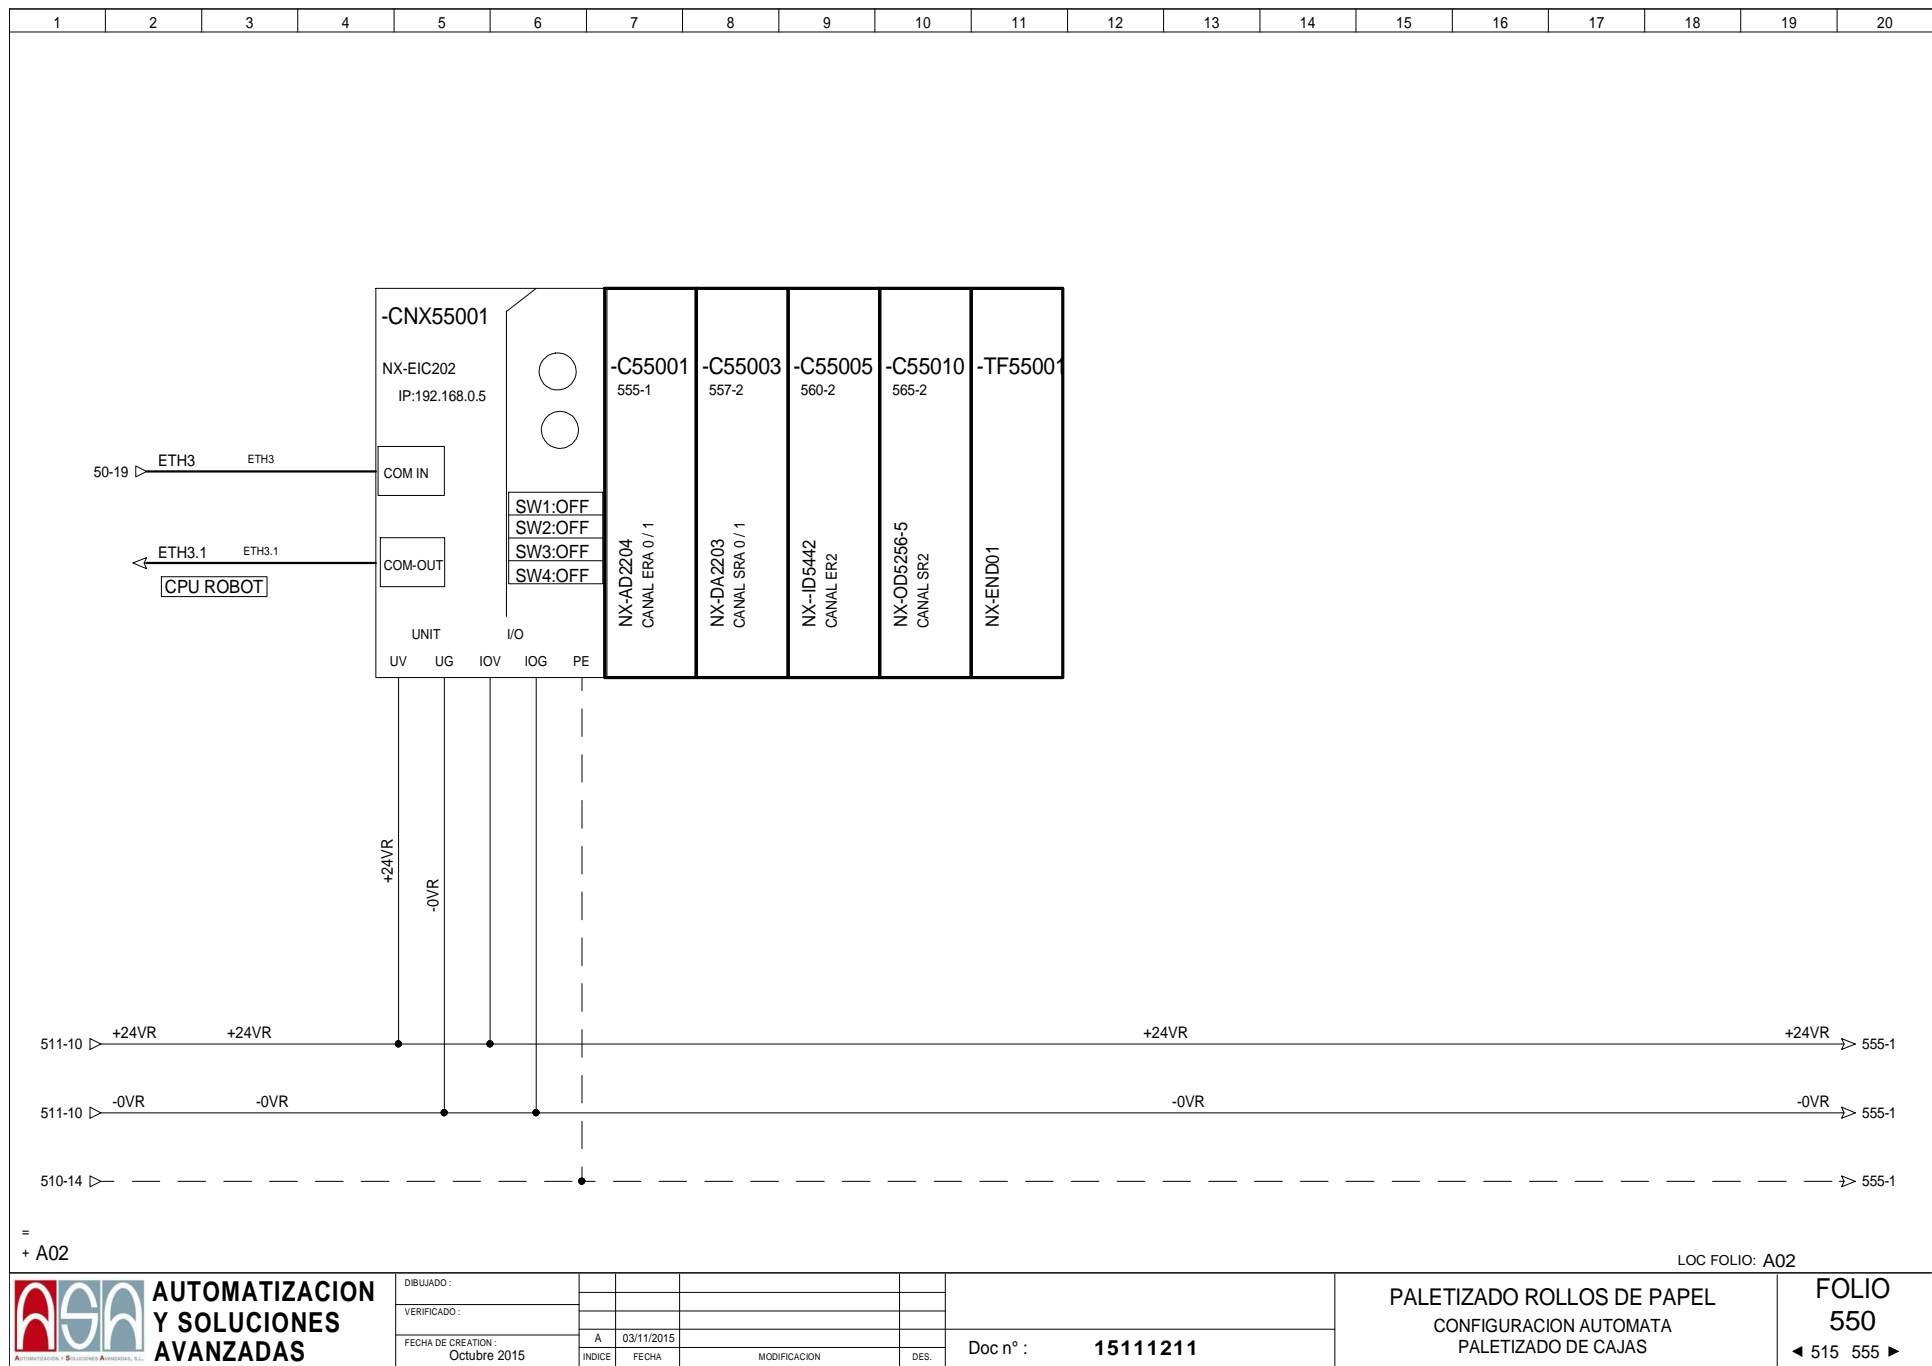 1 2 3 4 5 6 7 8 9 10 11 12 13 14 15 16 17 18 19 20
-CNX55001
NX-EIC202
IP:192.168.0.5
-C55001
555-1
-C55003
557-2
-C55005
560-2
-C55010
565-2
-TF55001
50-19
ETH3
ETH3
COM IN
ETH3.1
ETH3.1
COM-OUT
CPU ROBOT
SW1:OFF
SW2:OFF
SW3:OFF
SW4:OFF
NX-AD2204
CANAL ERA 0 / 1
NX-DA2203
CANAL SRA 0 / 1
NX--ID5442
CANAL ER2
NX-OD5256-5
CANAL SR2
NX-END01
UNIT I/O
UV UG IOV IOG PE
+24VR
-0VR
511-10 +24VR +24VR +24VR +24VR 555-1
511-10 -0VR -0VR -0VR -0VR 555-1
510-14 555-1
=
+ A02
LOC FOLIO: A02
ASA
AUTOMATIZACION Y SOLUCIONES AVANZADAS, S.L.
AUTOMATIZACION
Y SOLUCIONES
AVANZADAS
DIBUJADO :
VERIFICADO :
FECHA DE CREATION :
Octubre 2015
A 03/11/2015
INDICE FECHA MODIFICACION DES.
Doc n° : 15111211
PALETIZADO ROLLOS DE PAPEL
CONFIGURACION AUTOMATA
PALETIZADO DE CAJAS
FOLIO
550
◄ 515 555 ►